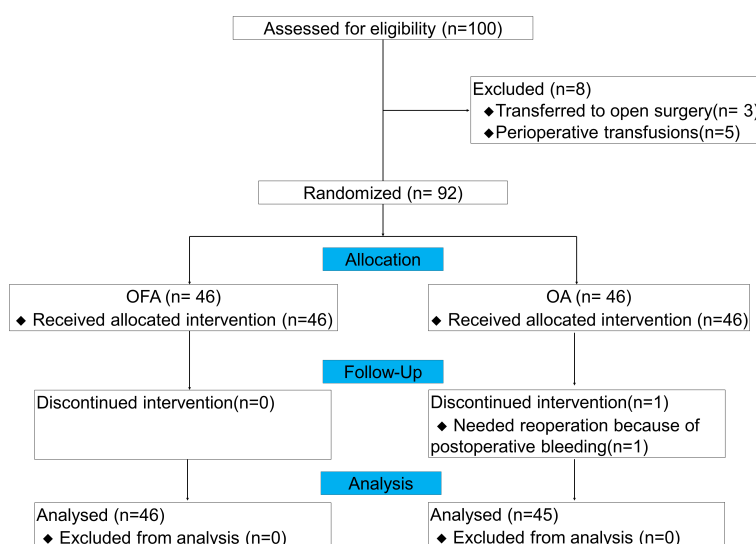 Assessed for eligibility (n=100)
Excluded (n=8)
◆Transferred to open surgery(n= 3)
◆Perioperative transfusions(n=5)
Randomized (n= 92)
Allocation
OFA (n= 46)
◆ Received allocated intervention (n=46)
OA (n= 46)
◆ Received allocated intervention (n=46)
Follow-Up
Discontinued intervention(n=0)
Discontinued intervention(n=1)
◆ Needed reoperation because of
postoperative bleeding(n=1)
Analysis
Analysed (n=46)
◆ Excluded from analysis (n=0)
Analysed (n=45)
◆ Excluded from analysis (n=0)